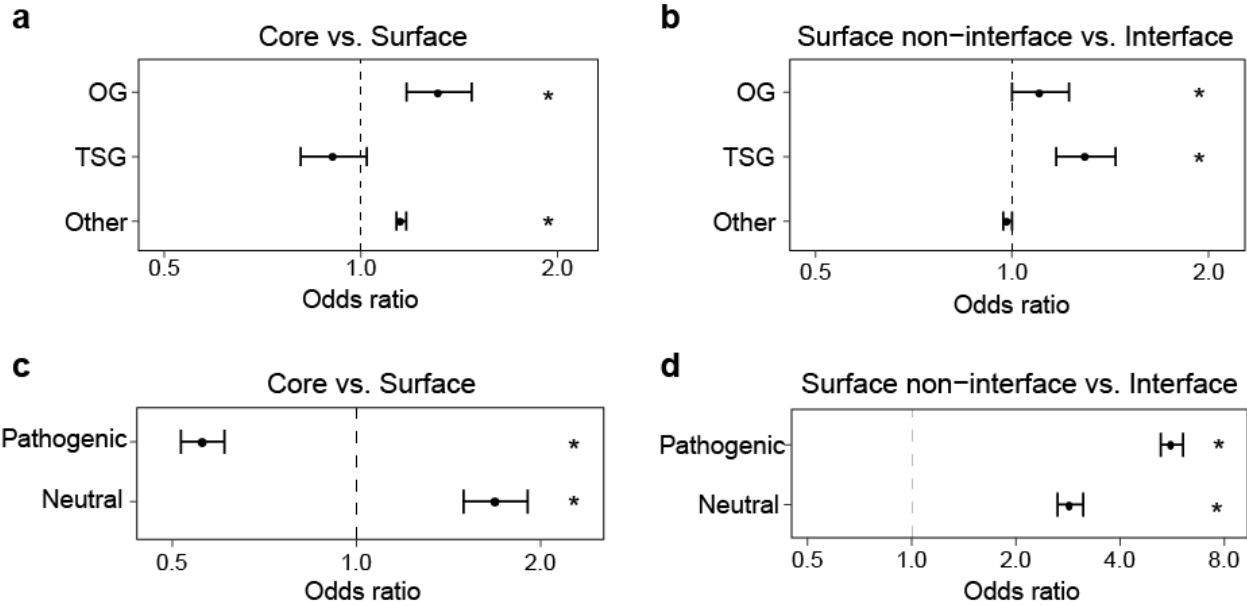 a
Core vs. Surface
OG
*
TSG
Other
*
0.5 1.0 2.0
Odds ratio
b
Surface non−interface vs. Interface
OG
*
TSG
*
Other
0.5 1.0 2.0
Odds ratio
c
Core vs. Surface
Pathogenic
*
Neutral
*
0.5 1.0 2.0
Odds ratio
d
Surface non−interface vs. Interface
Pathogenic
*
Neutral
*
0.5 1.0 2.0 4.0 8.0
Odds ratio